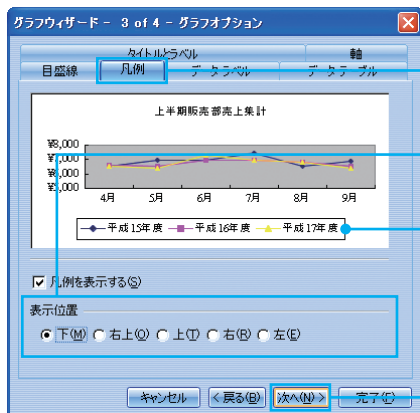 グラフウィザード - 3 of 4 - グラフオプション
タイトルとラベル 軸
目盛線 凡例 データラベル データテーブル
上半期販売部売上集計
¥8,000
¥7,000
¥6,000
¥5,000
4月 5月 6月 7月 8月 9月
平成15年度 平成16年度 平成17年度
凡例を表示する(S)
表示位置
下(M) 右上(O) 上(T) 右(R) 左(E)
キャンセル < 戻る(B) 次へ(N) > 完了(F)